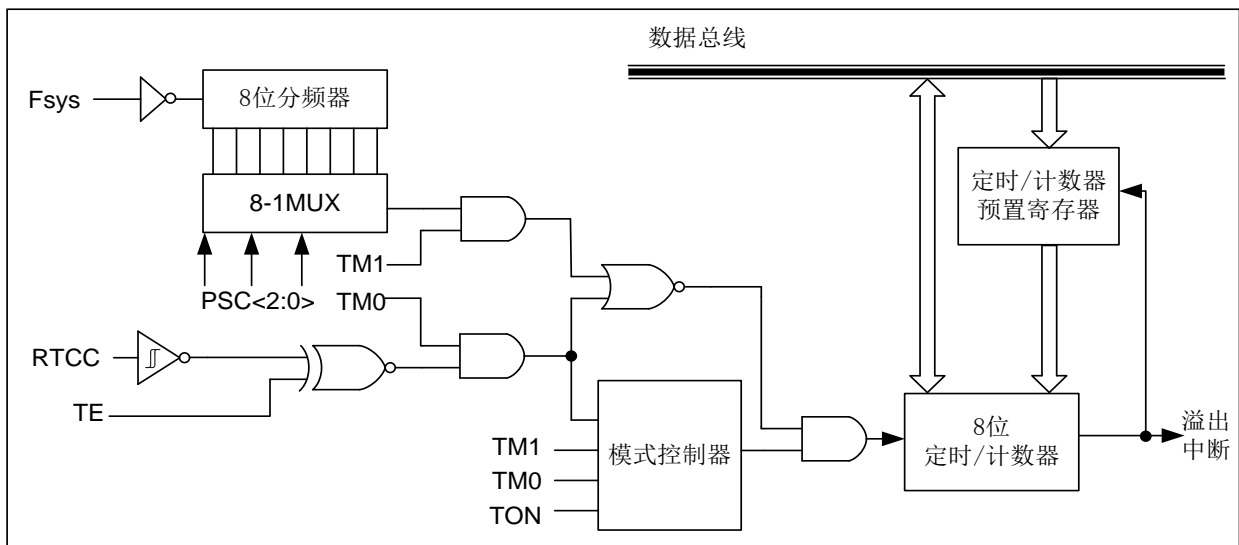 数据总线
Fsys
8位分频器
8-1MUX
定时/计数器
预置寄存器
TM1
PSC<2:0>
TM0
RTCC
TE
TM1
TM0
TON
模式控制器
8位
定时/计数器
溢出
中断